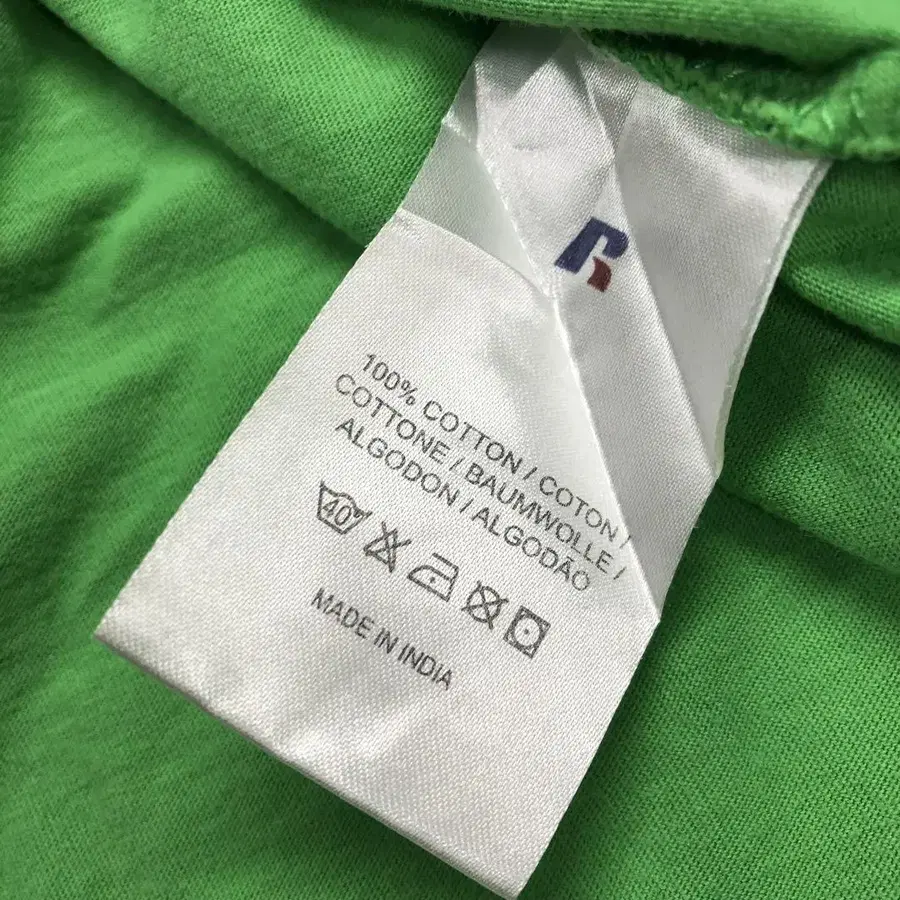 100% COTTON / COTON /
COTTONE / BAUMWOLLE /
ALGODON / ALGODÃO
40
MADE IN INDIA